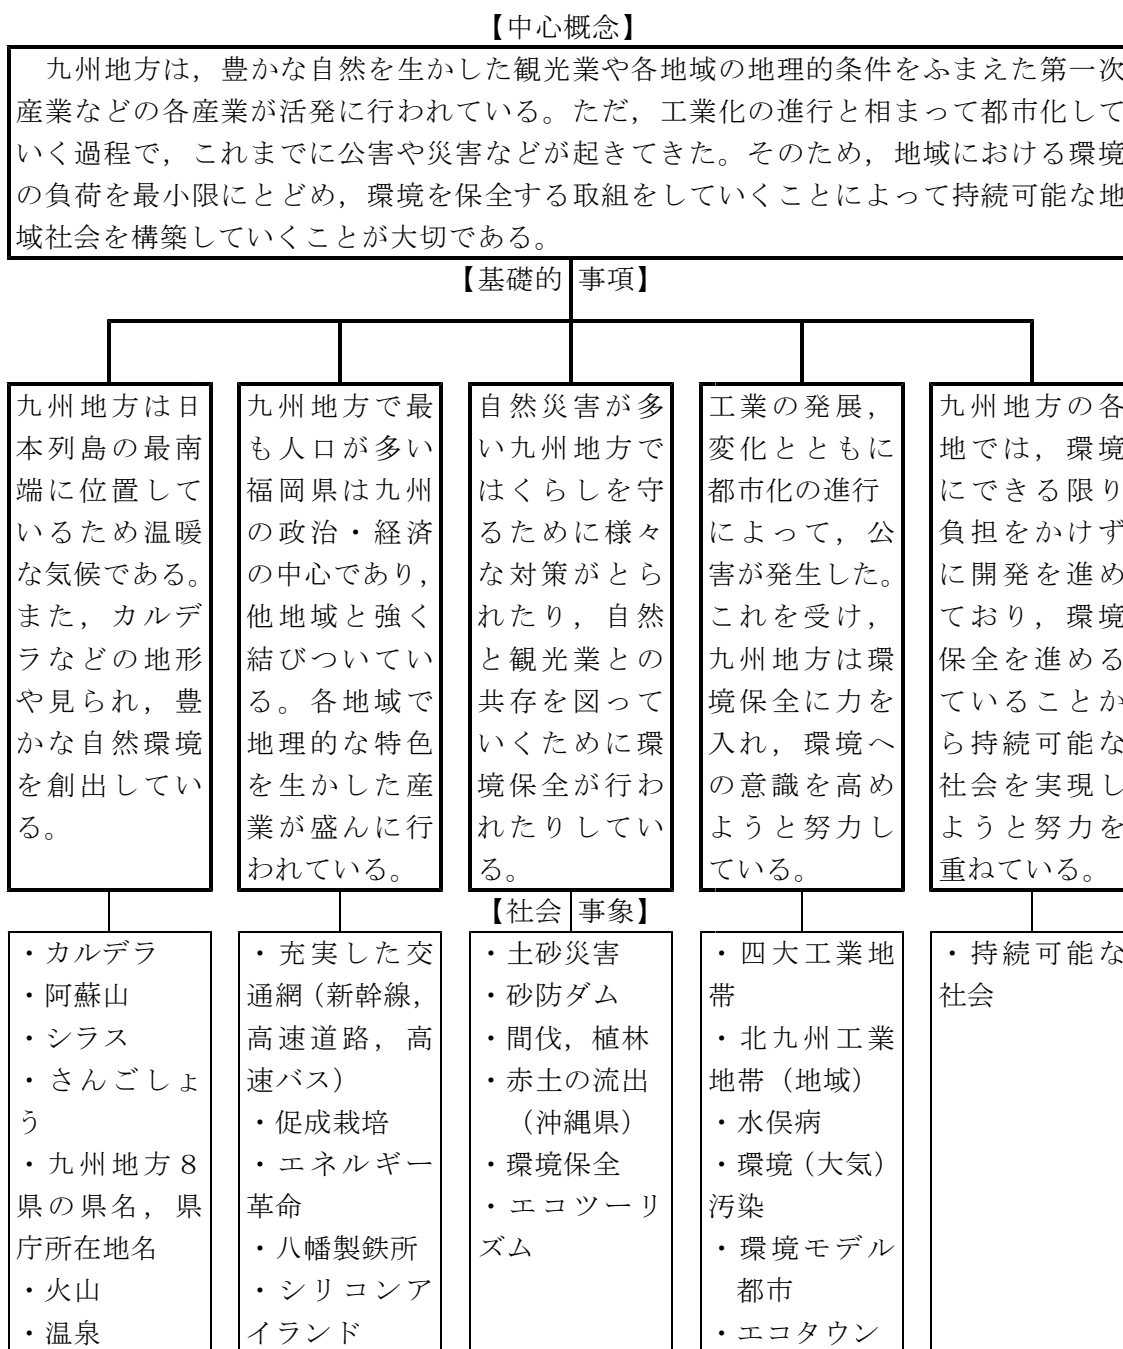 【中心概念】
九州地方は，豊かな自然を生かした観光業や各地域の地理的条件をふまえた第一次
産業などの各産業が活発に行われている。ただ，工業化の進行と相まって都市化して
いく過程で，これまでに公害や災害などが起きてきた。そのため，地域における環境
の負荷を最小限にとどめ，環境を保全する取組をしていくことによって持続可能な地
域社会を構築していくことが大切である。
【基礎的 事項】
九州地方は日
本列島の最南
端に位置して
いるため温暖
な気候である。
また，カルデ
ラなどの地形
や見られ，豊
かな自然環境
を創出してい
る。
九州地方で最
も人口が多い
福岡県は九州
の政治・経済
の中心であり，
他地域と強く
結びついてい
る。各地域で
地理的な特色
を生かした産
業が盛んに行
われている。
自然災害が多
い九州地方で
はくらしを守
るために様々
な対策がとら
れたり，自然
と観光業との
共存を図って
いくために環
境保全が行わ
れたりしてい
る。
工業の発展，
変化とともに
都市化の進行
によって，公
害が発生した。
これを受け，
九州地方は環
境保全に力を
入れ，環境へ
の意識を高め
ようと努力し
ている。
九州地方の各
地では，環境
にできる限り
負担をかけず
に開発を進め
ており，環境
保全を進める
ていることか
ら持続可能な
社会を実現し
ようと努力を
重ねている。
【社会 事象】
・カルデラ
・阿蘇山
・シラス
・さんごしょ
う
・九州地方８
県の県名，県
庁所在地名
・火山
・温泉
・充実した交
通網（新幹線，
高速道路，高
速バス）
・促成栽培
・エネルギー
革命
・八幡製鉄所
・シリコンア
イランド
・土砂災害
・砂防ダム
・間伐，植林
・赤土の流出
（沖縄県）
・環境保全
・エコツーリ
ズム
・四大工業地
帯
・北九州工業
地帯（地域）
・水俣病
・環境（大気）
汚染
・環境モデル
都市
・エコタウン
・持続可能な
社会